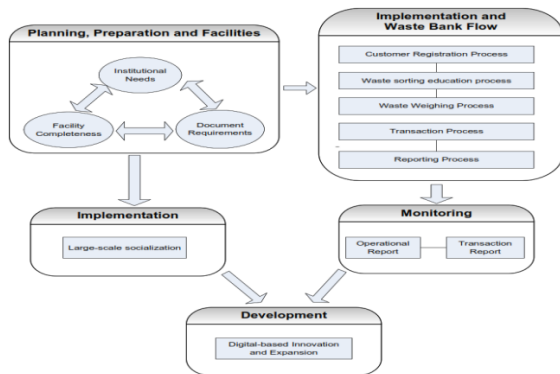 Planning, Preparation and Facilities
Institutional
Needs
Facility
Completeness
Document
Requirements
Implementation and
Waste Bank Flow
Customer Registration Process
Waste sorting education process
Waste Weighing Process
Transaction Process
Reporting Process
Implementation
Large-scale socialization
Monitoring
Operational
Report
Transaction
Report
Development
Digital-based Innovation
and Expansion